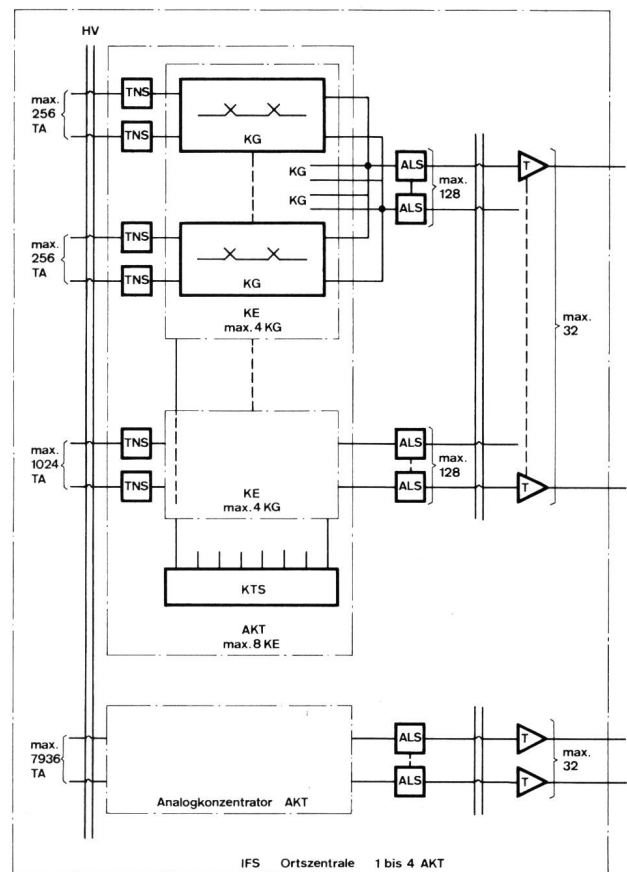 HV
max.
256
TA
TNS
TNS
KG
KG
KG
ALS
ALS
max.
128
T
max.
256
TA
TNS
TNS
KG
KE
max. 4 KG
max.
32
max.
1024
TA
TNS
TNS
KE
max. 4 KG
ALS
ALS
max.
128
T
KTS
AKT
max. 8 KE
max.
7936
TA
Analogkonzentrator AKT
ALS
ALS
T
T
max.
32
IFS Ortszentrale 1 bis 4 AKT